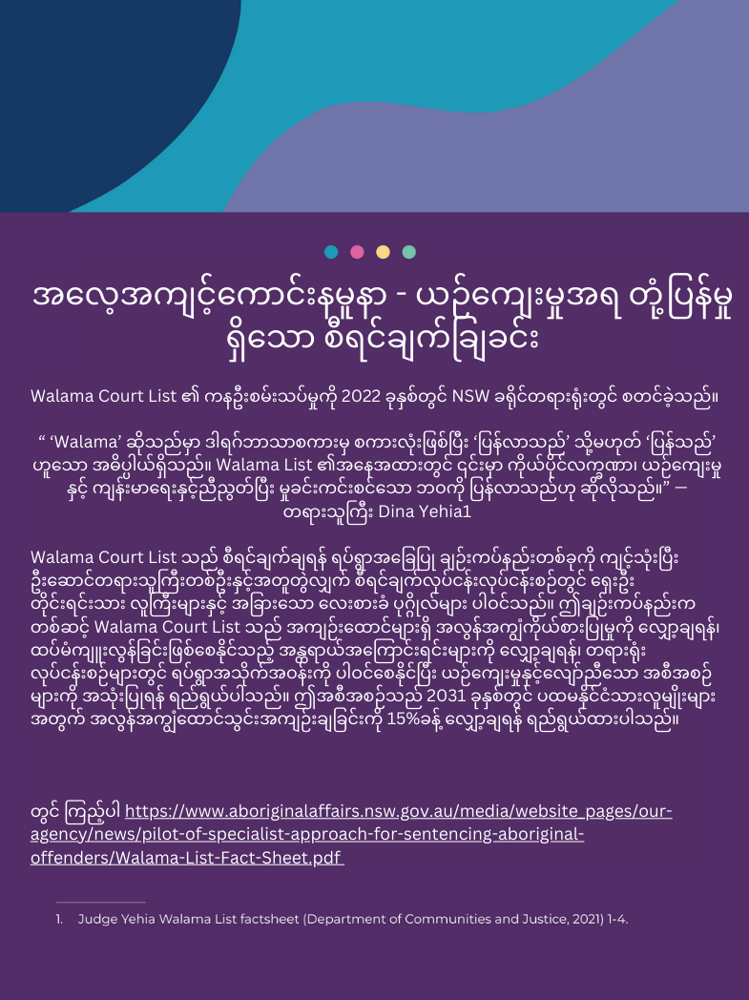 အလေ့အကျင့်ကောင်းနမူနာ - ယဉ်ကျေးမှုအရ တုံ့ပြန်မှု
ရှိသော စီရင်ချက်ခြျခင်း
Walama Court List ၏ ကနဦးစမ်းသပ်မှုကို 2022 ခုနှစ်တွင် NSW ခရိုင်တရားရုံးတွင် စတင်ခဲ့သည်။
“ ‘Walama’ ဆိုသည်မှာ ဒါရုဂ်ဘာသာစကားမှ စကားလုံးဖြစ်ပြီး ‘ပြန်လာသည်’ သို့မဟုတ် ‘ပြန်သည်’
ဟူသော အဓိပ္ပါယ်ရှိသည်။ Walama List ၏အနေအထားတွင် ၎င်းမှာ ကိုယ်ပိုင်လက္ခဏာ၊ ယဉ်ကျေးမှု
နှင့် ကျန်းမာရေးနှင့်ညီညွတ်ပြီး မှုခင်းကင်းစင်သော ဘဝကို ပြန်လာသည်ဟု ဆိုလိုသည်။” —
တရားသူကြီး Dina Yehia1
Walama Court List သည် စီရင်ချက်ချရန် ရပ်ရွာအခြေပြု ချဉ်းကပ်နည်းတစ်ခုကို ကျင့်သုံးပြီး
ဦးဆောင်တရားသူကြီးတစ်ဦးနှင့်အတူတွဲလျှက် စီရင်ချက်လုပ်ငန်းလုပ်ငန်းစဉ်တွင် ရှေးဦး
တိုင်းရင်းသား လူကြီးများနှင့် အခြားသော လေးစားခံ ပုဂ္ဂိုလ်များ ပါဝင်သည်။ ဤချဉ်းကပ်နည်းက
တစ်ဆင့် Walama Court List သည် အကျဉ်းထောင်များရှိ အလွန်အကျွံကိုယ်စားပြုမှုကို လျှော့ချရန်၊
ထပ်မံကျူးလွန်ခြင်းဖြစ်စေနိုင်သည့် အန္တရာယ်အကြောင်းရင်းများကို လျှော့ချရန်၊ တရားရုံး
လုပ်ငန်းစဉ်များတွင် ရပ်ရွာအသိုက်အဝန်းကို ပါဝင်စေနိုင်ပြီး ယဉ်ကျေးမှုနှင့်လျော်ညီသော အစီအစဉ်
များကို အသုံးပြုရန် ရည်ရွယ်ပါသည်။ ဤအစီအစဉ်သည် 2031 ခုနှစ်တွင် ပထမနိုင်ငံသားလူမျိုးများ
အတွက် အလွန်အကျွံထောင်သွင်းအကျဉ်းချခြင်းကို 15%ခန့် လျှော့ချရန် ရည်ရွယ်ထားပါသည်။
တွင် ကြည့်ပါ https://www.aboriginalaffairs.nsw.gov.au/media/website_pages/our-
agency/news/pilot-of-specialist-approach-for-sentencing-aboriginal-
offenders/Walama-List-Fact-Sheet.pdf
1. Judge Yehia Walama List factsheet (Department of Communities and Justice, 2021) 1-4.